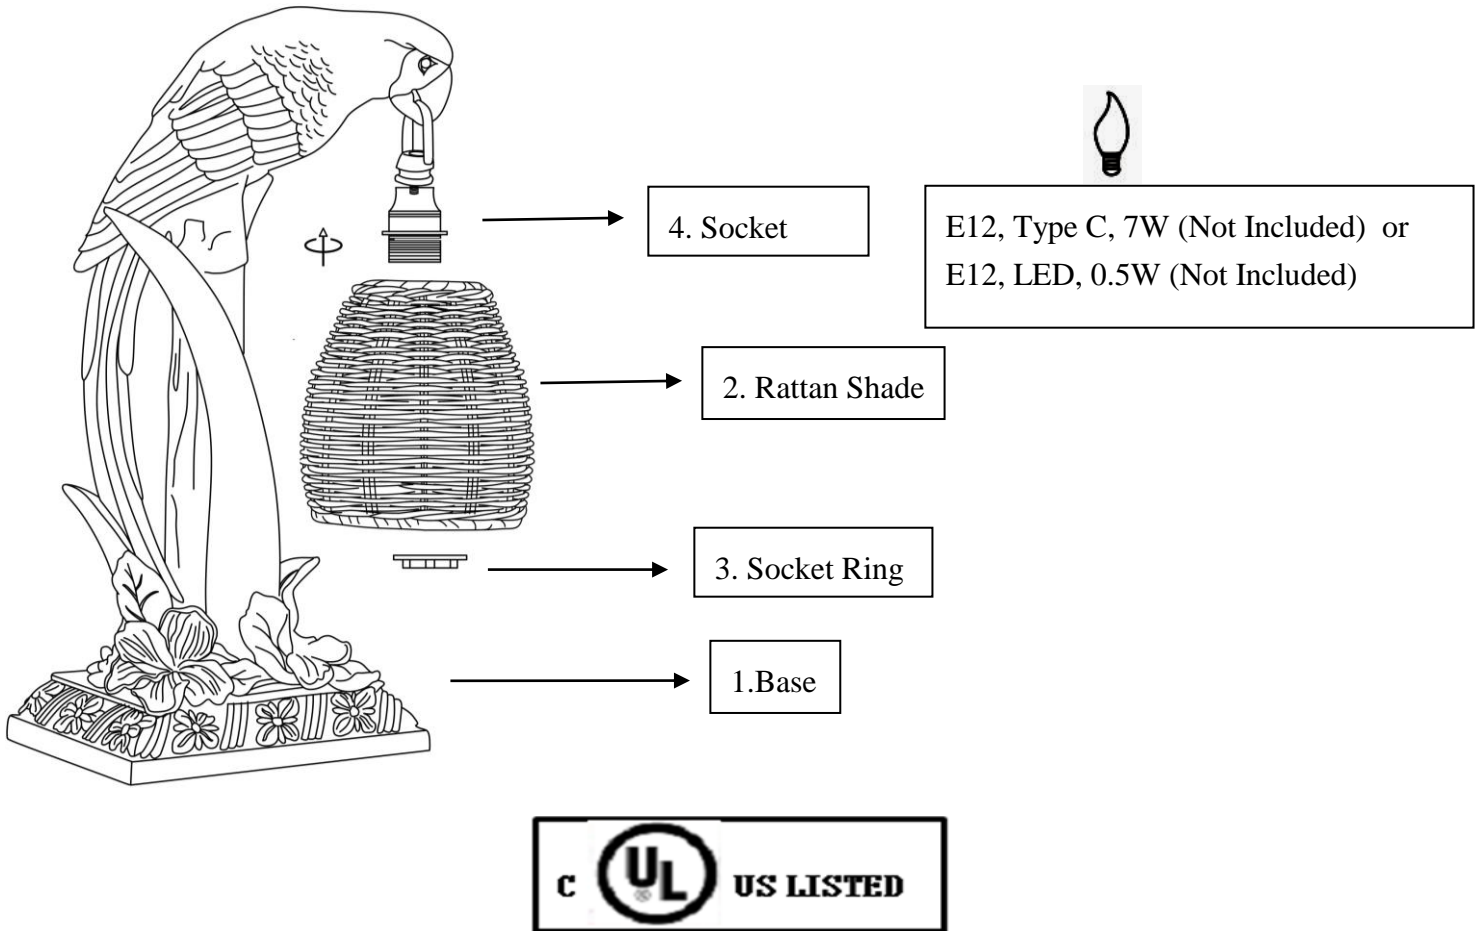 4. Socket
E12, Type C, 7W (Not Included) or
E12, LED, 0.5W (Not Included)
2. Rattan Shade
3. Socket Ring
1.Base
C UL US LISTED